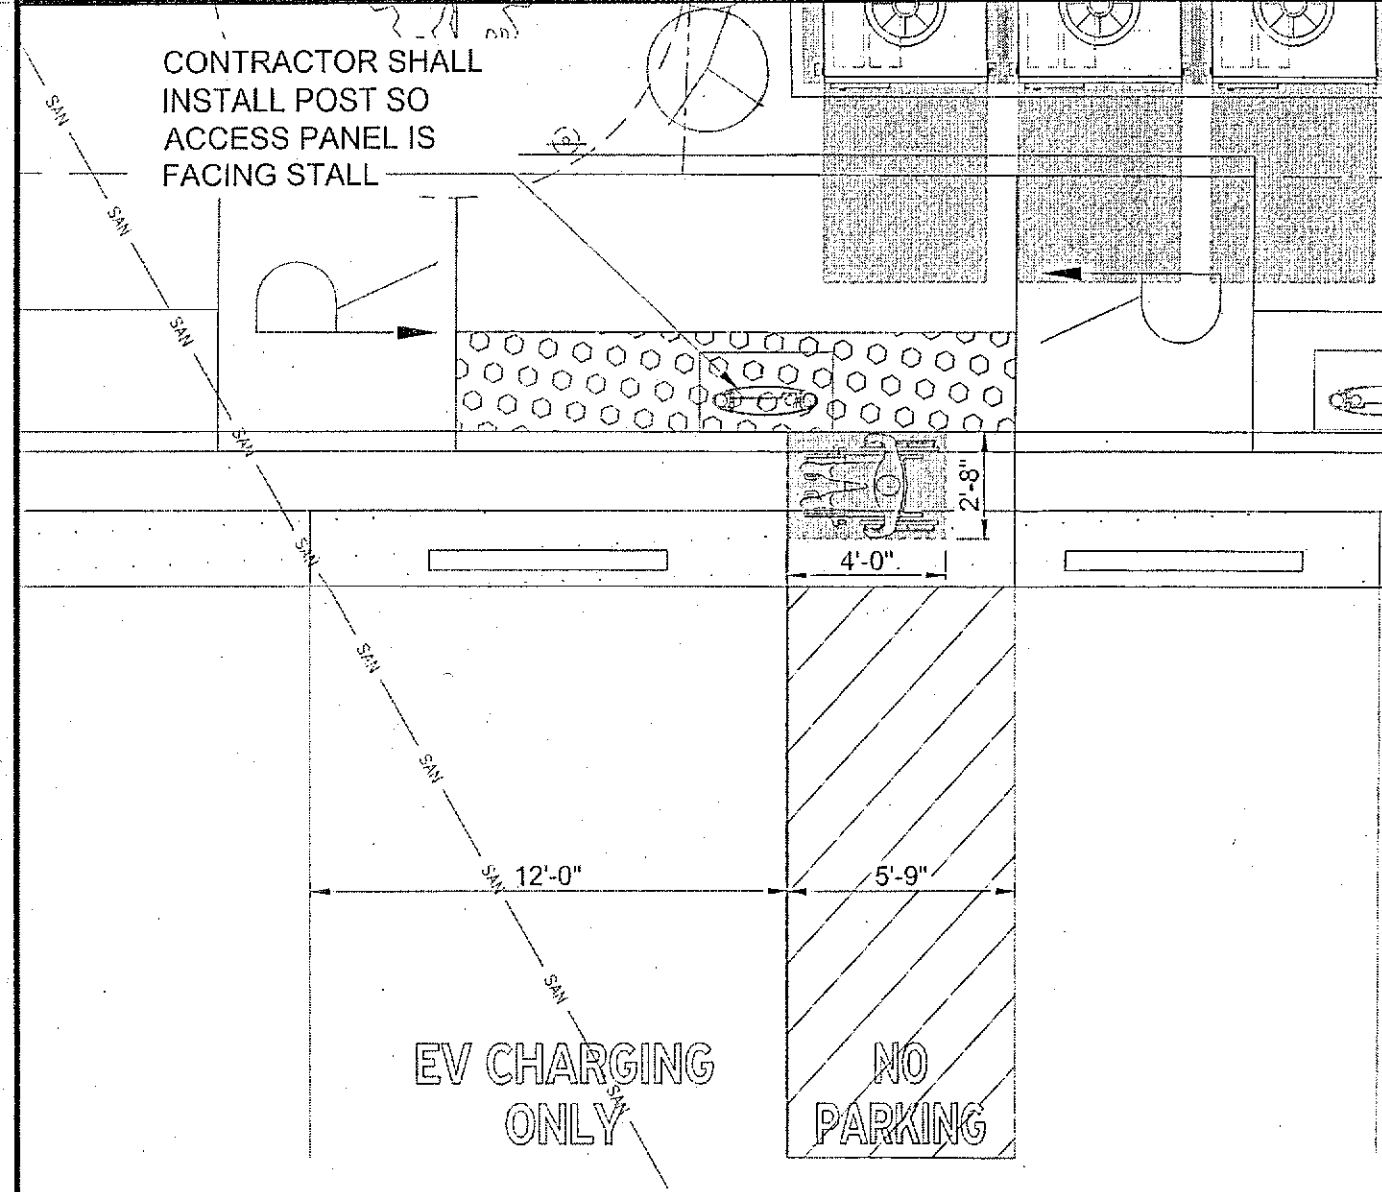 CONTRACTOR SHALL
INSTALL POST SO
ACCESS PANEL IS
FACING STALL
SAN
SAN
SAN
SAN
SAN
SAN
SAN
SAN
SAN
SAN
2'-8"
4'-0"
12'-0"
5'-9"
EV CHARGING
ONLY
NO
PARKING